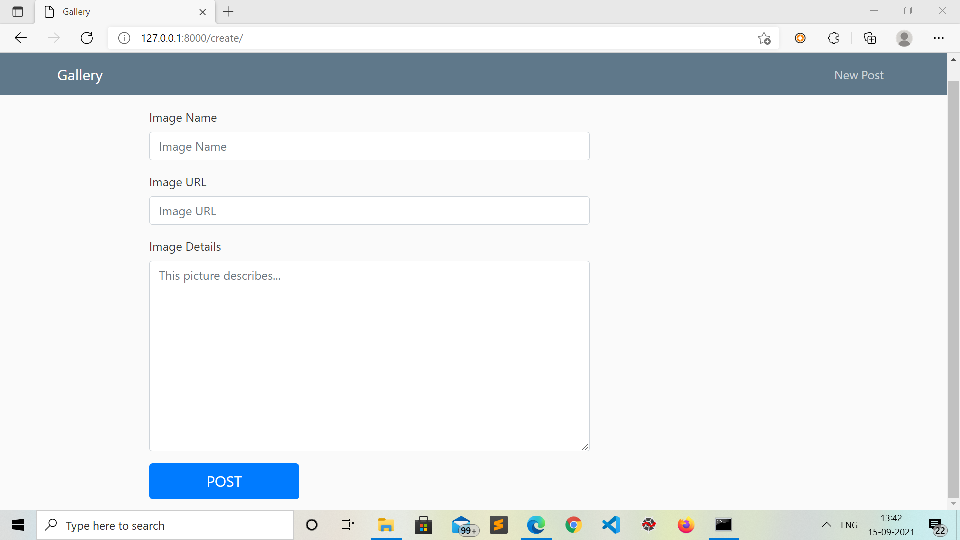 Gallery
127.0.0.1:8000/create/
Gallery
New Post
Image Name
Image Name
Image URL
Image URL
Image Details
This picture describes...
POST
Type here to search
99+
ENG
13:42
15-09-2021
22